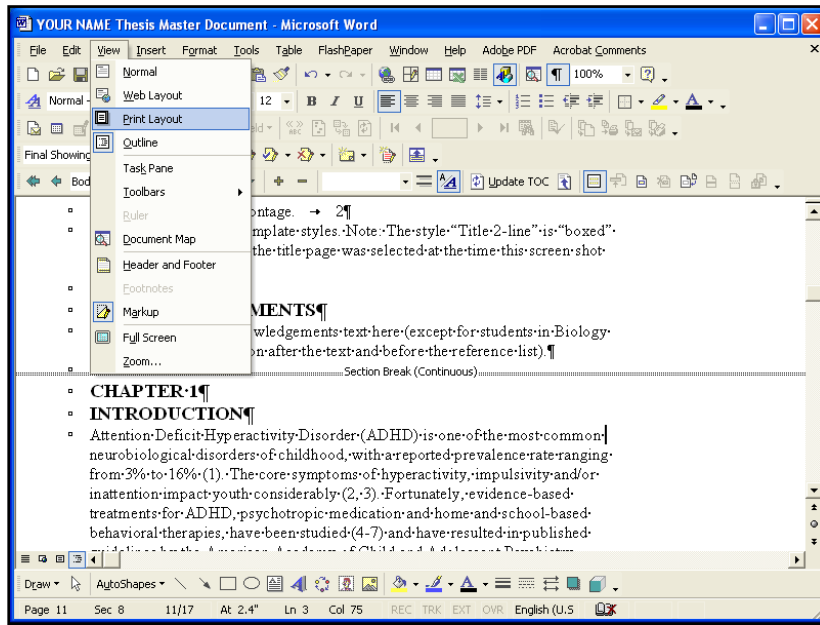 YOUR NAME Thesis Master Document - Microsoft Word
File Edit View Insert Format Tools Table FlashPaper Window Help Adobe PDF Acrobat Comments
100%
Normal 12 B I U
Final Showing
Bod Update TOC
Normal
Web Layout
Print Layout
Outline
Task Pane
Toolbars
Ruler
Document Map
Header and Footer
Footnotes
Markup
Full Screen
Zoom...
ontage. → 2¶
mplate styles. Note: The style “Title 2-line” is “boxed”
the title page was selected at the time this screen shot
MENTS¶
wledgements text here (except for students in Biology
on after the text and before the reference list).¶
Section Break (Continuous)
CHAPTER 1¶
INTRODUCTION¶
Attention Deficit Hyperactivity Disorder (ADHD) is one of the most common
neurobiological disorders of childhood, with a reported prevalence rate ranging
from 3% to 16% (1). The core symptoms of hyperactivity, impulsivity and/or
inattention impact youth considerably (2, 3). Fortunately, evidence-based
treatments for ADHD, psychotropic medication and home and school-based
behavioral therapies, have been studied (4-7) and have resulted in published
Draw AutoShapes
Page 11 Sec 8 11/17 At 2.4" Ln 3 Col 75 REC TRK EXT OVR English (U.S